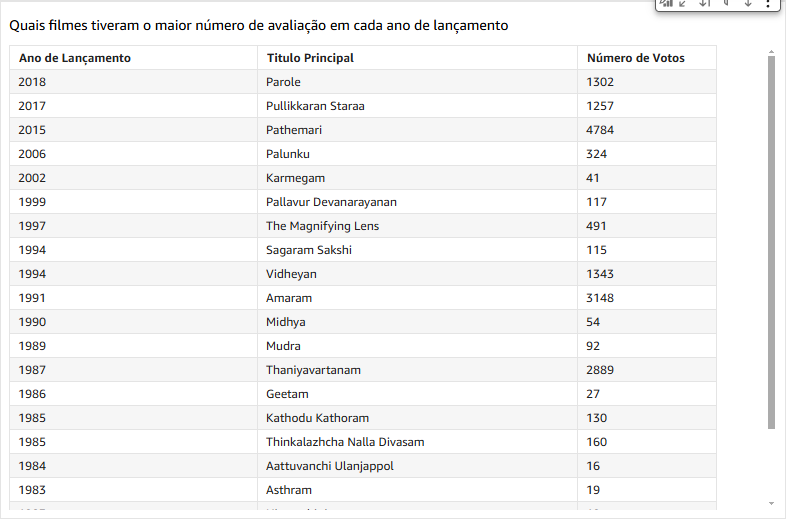 Quais filmes tiveram o maior número de avaliação em cada ano de lançamento
Ano de Lançamento Titulo Principal Número de Votos
2018 Parole 1302
2017 Pullikkaran Staraa 1257
2015 Pathemari 4784
2006 Palunku 324
2002 Karmegam 41
1999 Pallavur Devanarayanan 117
1997 The Magnifying Lens 491
1994 Sagaram Sakshi 115
1994 Vidheyan 1343
1991 Amaram 3148
1990 Midhya 54
1989 Mudra 92
1987 Thaniyavartanam 2889
1986 Geetam 27
1985 Kathodu Kathoram 130
1985 Thinkalazhcha Nalla Divasam 160
1984 Aattuvanchi Ulanjappol 16
1983 Asthram 19